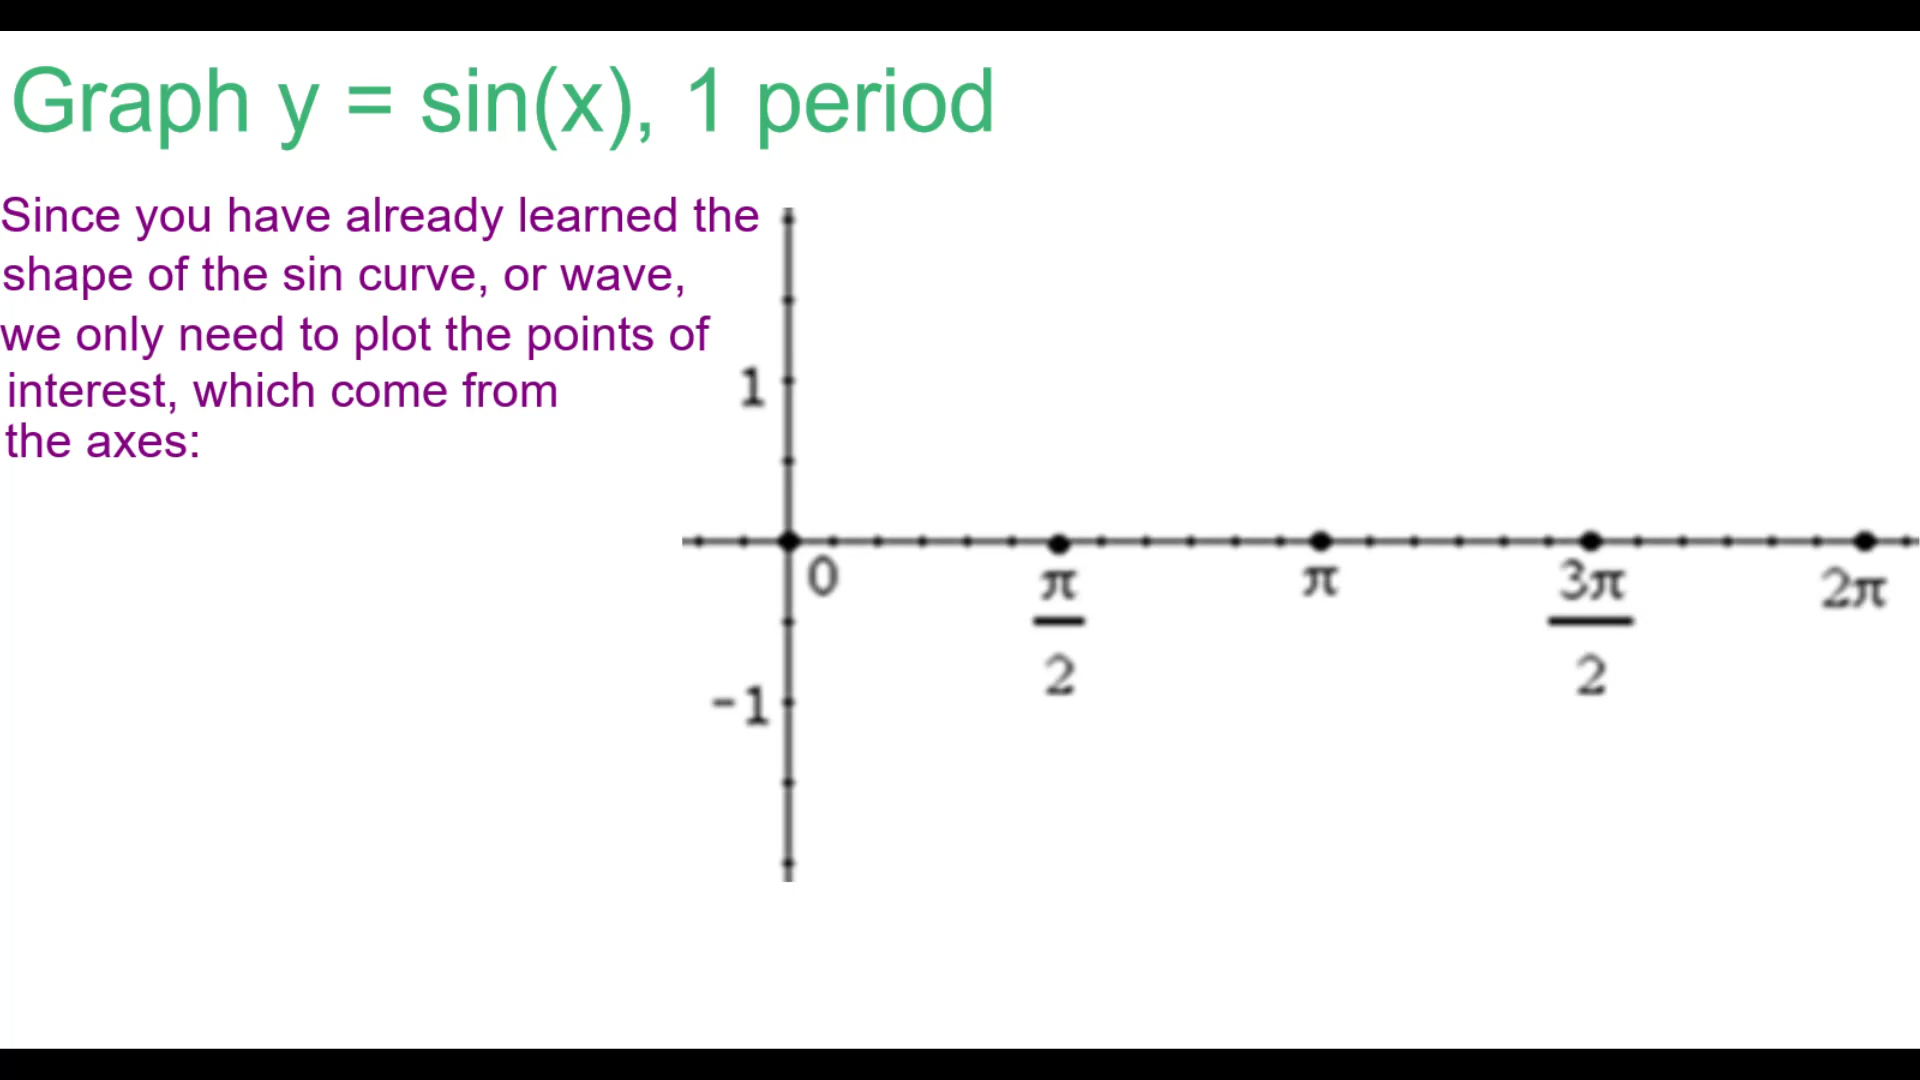 Graph y = sin(x), 1 period
Since you have already learned the
shape of the sin curve, or wave,
we only need to plot the points of
interest, which come from
the axes:
1
0
π
2
π
3π
2
2π
-1